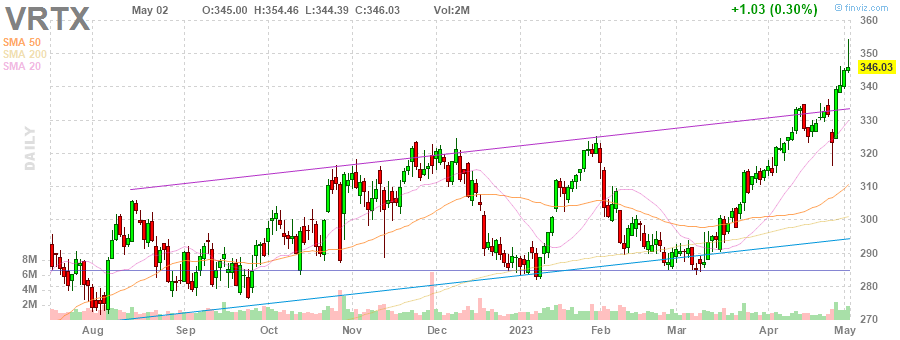 VRTX May 02 O:345.00 H:354.46 L:344.39 C:346.03 Vol:2M +1.03 (0.30%) © finviz.com
SMA 50
SMA 200
SMA 20
DAILY
360
350
346.03
340
330
320
310
300
290
280
270
8M
6M
4M
2M
Aug Sep Oct Nov Dec 2023 Feb Mar Apr May